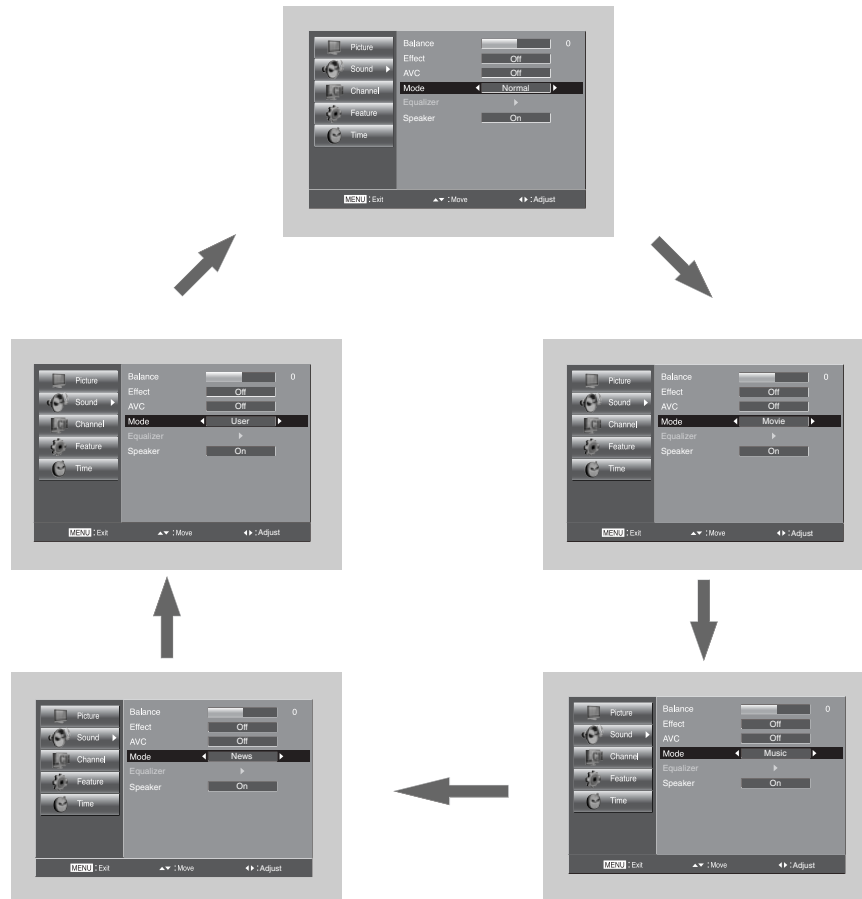 Picture
Sound
Channel
Feature
Time
Balance 0
Effect Off
AVC Off
Mode Normal
Equalizer
Speaker On
MENU : Exit : Move : Adjust
Picture
Sound
Channel
Feature
Time
Balance 0
Effect Off
AVC Off
Mode User
Equalizer
Speaker On
MENU : Exit : Move : Adjust
Picture
Sound
Channel
Feature
Time
Balance 0
Effect Off
AVC Off
Mode Movie
Equalizer
Speaker On
MENU : Exit : Move : Adjust
Picture
Sound
Channel
Feature
Time
Balance 0
Effect Off
AVC Off
Mode News
Equalizer
Speaker On
MENU : Exit : Move : Adjust
Picture
Sound
Channel
Feature
Time
Balance 0
Effect Off
AVC Off
Mode Music
Equalizer
Speaker On
MENU : Exit : Move : Adjust